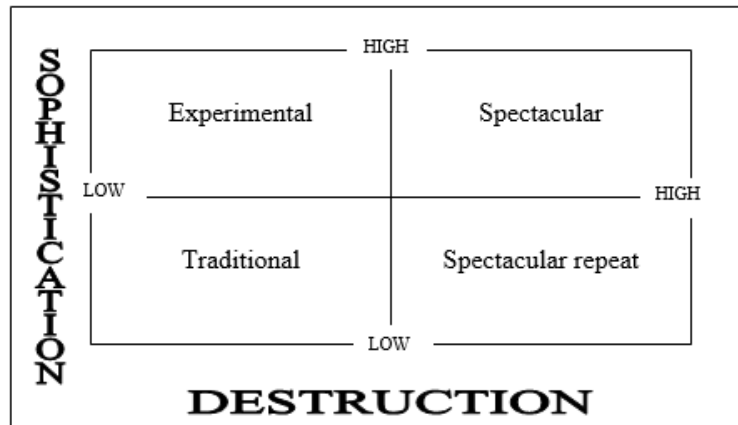 SOPHISTICATION
HIGH
Experimental
Spectacular
LOW
HIGH
Traditional
Spectacular repeat
LOW
DESTRUCTION